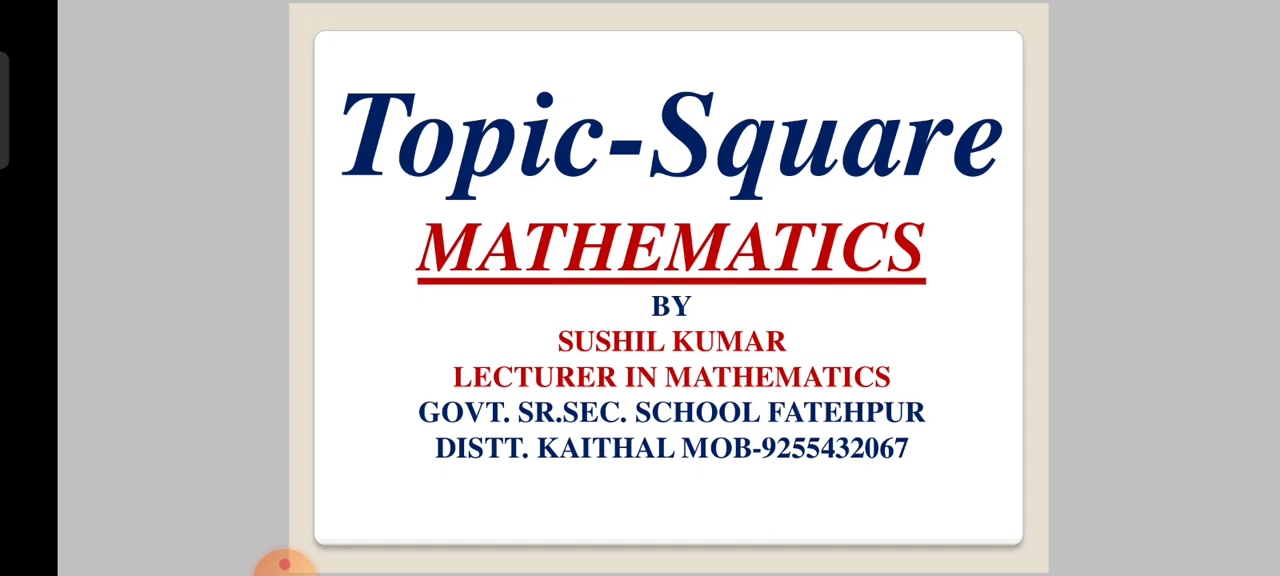 Topic-Square
MATHEMATICS
BY
SUSHIL KUMAR
LECTURER IN MATHEMATICS
GOVT. SR.SEC. SCHOOL FATEHPUR
DISTT. KAITHAL MOB-9255432067